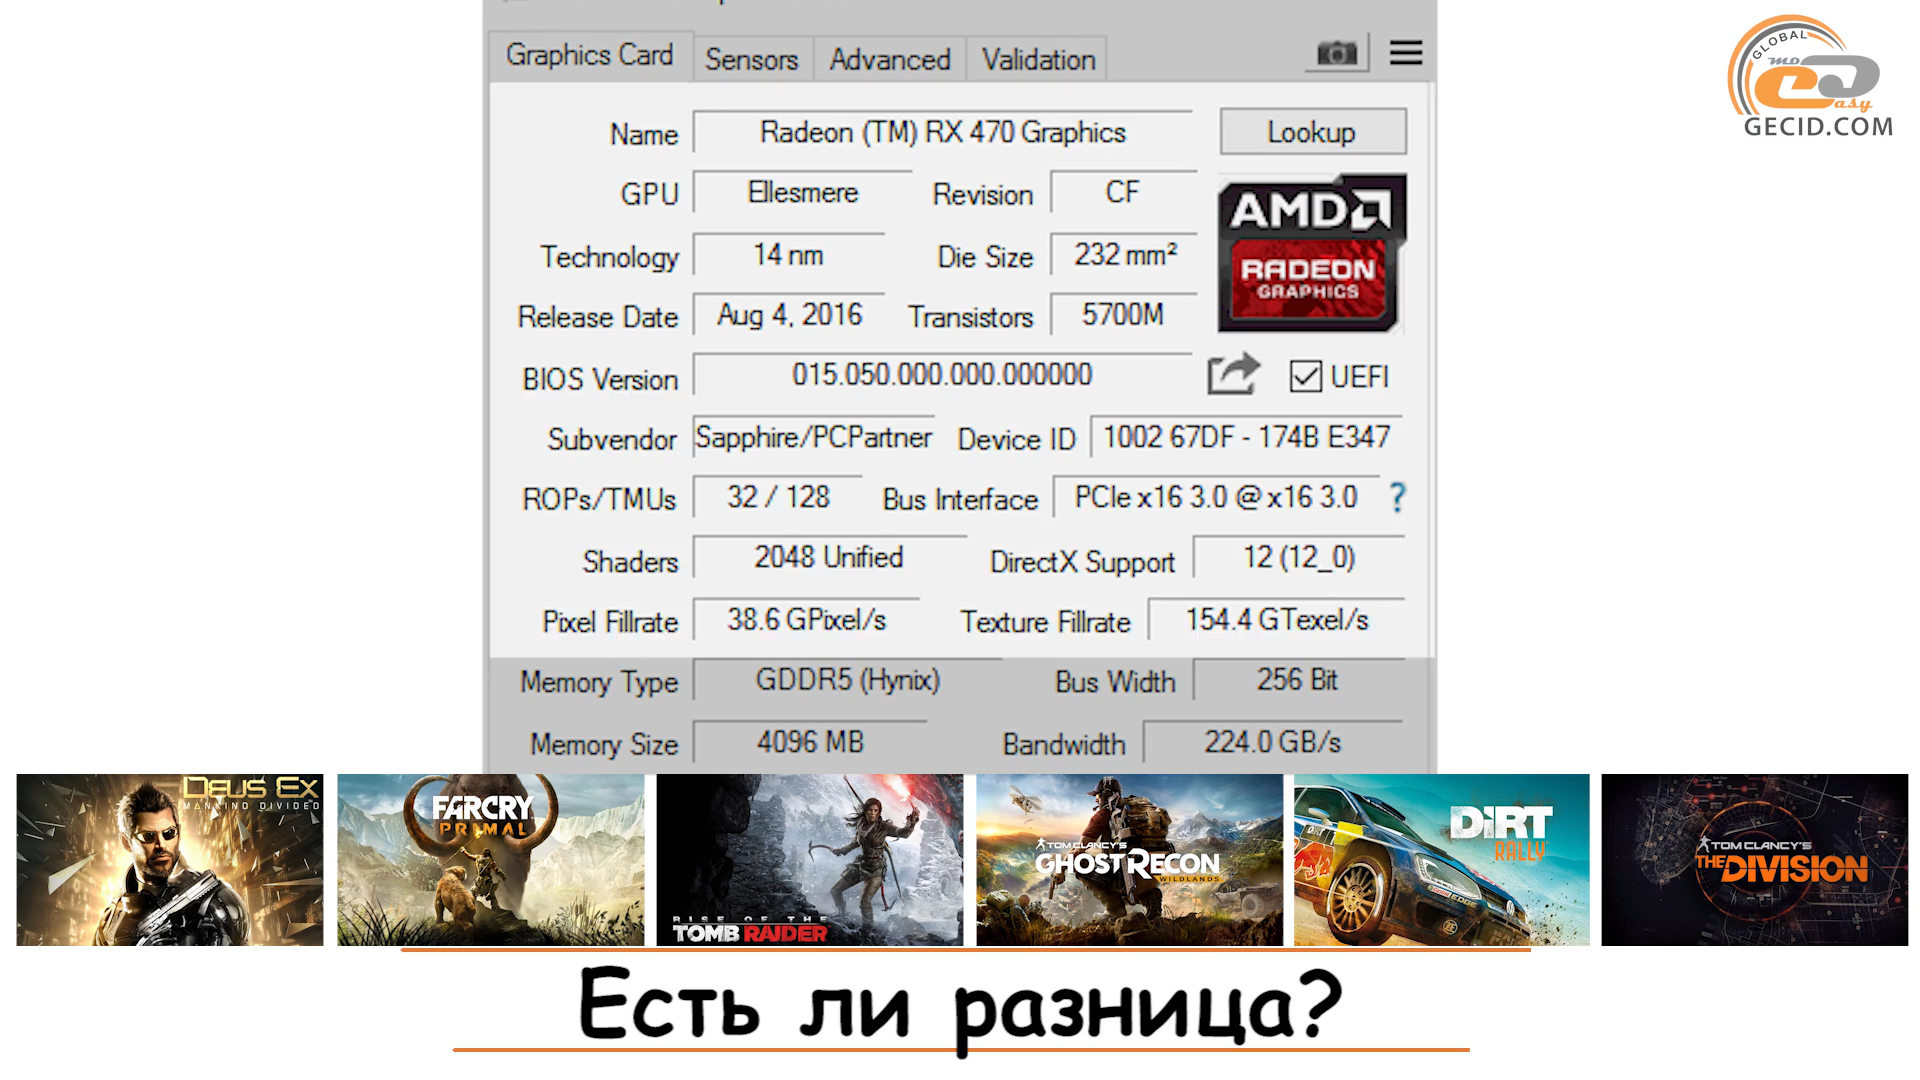 Graphics Card Sensors Advanced Validation
GLOBAL
easy
GECID.COM
Name Radeon (TM) RX 470 Graphics Lookup
GPU Ellesmere Revision CF
AMD
RADEON
GRAPHICS
Technology 14 nm Die Size 232 mm²
Release Date Aug 4, 2016 Transistors 5700M
BIOS Version 015.050.000.000.000000 UEFI
Subvendor Sapphire/PCPartner Device ID 1002 67DF - 174B E347
ROPs/TMUs 32 / 128 Bus Interface PCIe x16 3.0 @ x16 3.0 ?
Shaders 2048 Unified DirectX Support 12 (12_0)
Pixel Fillrate 38.6 GPixel/s Texture Fillrate 154.4 GTexel/s
Memory Type GDDR5 (Hynix) Bus Width 256 Bit
Memory Size 4096 MB Bandwidth 224.0 GB/s
DEUS EX
MANKIND DIVIDED
FARCRY
PRIMAL
RISE OF THE
TOMB RAIDER
TOM CLANCY'S
GHOST RECON
WILDLANDS
DiRT
RALLY
TOM CLANCY'S
THE DIVISION
Есть ли разница?